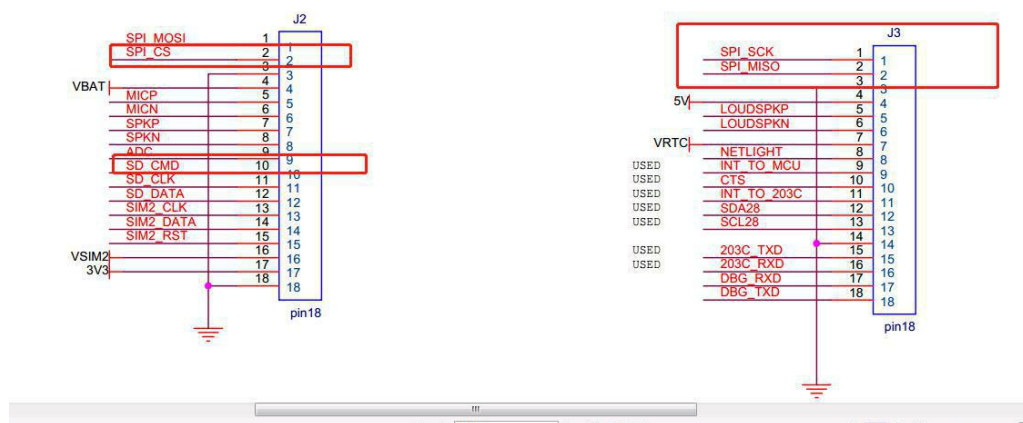 J2
SPI_MOSI 1 1
SPI_CS 2 2
3 3
VBAT 4 4
MICP 5 5
MICN 6 6
SPKP 7 7
SPKN 8 8
ADC 9 9
SD_CMD 10 10
SD_CLK 11 11
SD_DATA 12 12
SIM2_CLK 13 13
SIM2_DATA 14 14
SIM2_RST 15 15
VSIM2 16 16
3V3 17 17
18 18
pin18
J3
SPI_SCK 1 1
SPI_MISO 2 2
3 3
5V 4 4
LOUDSPKP 5 5
LOUDSPKN 6 6
VRTC 7 7
NETLIGHT 8 8
USED INT_TO_MCU 9 9
USED CTS 10 10
USED INT_TO_203C 11 11
USED SDA28 12 12
USED SCL28 13 13
14 14
USED 203C_TXD 15 15
USED 203C_RXD 16 16
DBG_RXD 17 17
DBG_TXD 18 18
pin18